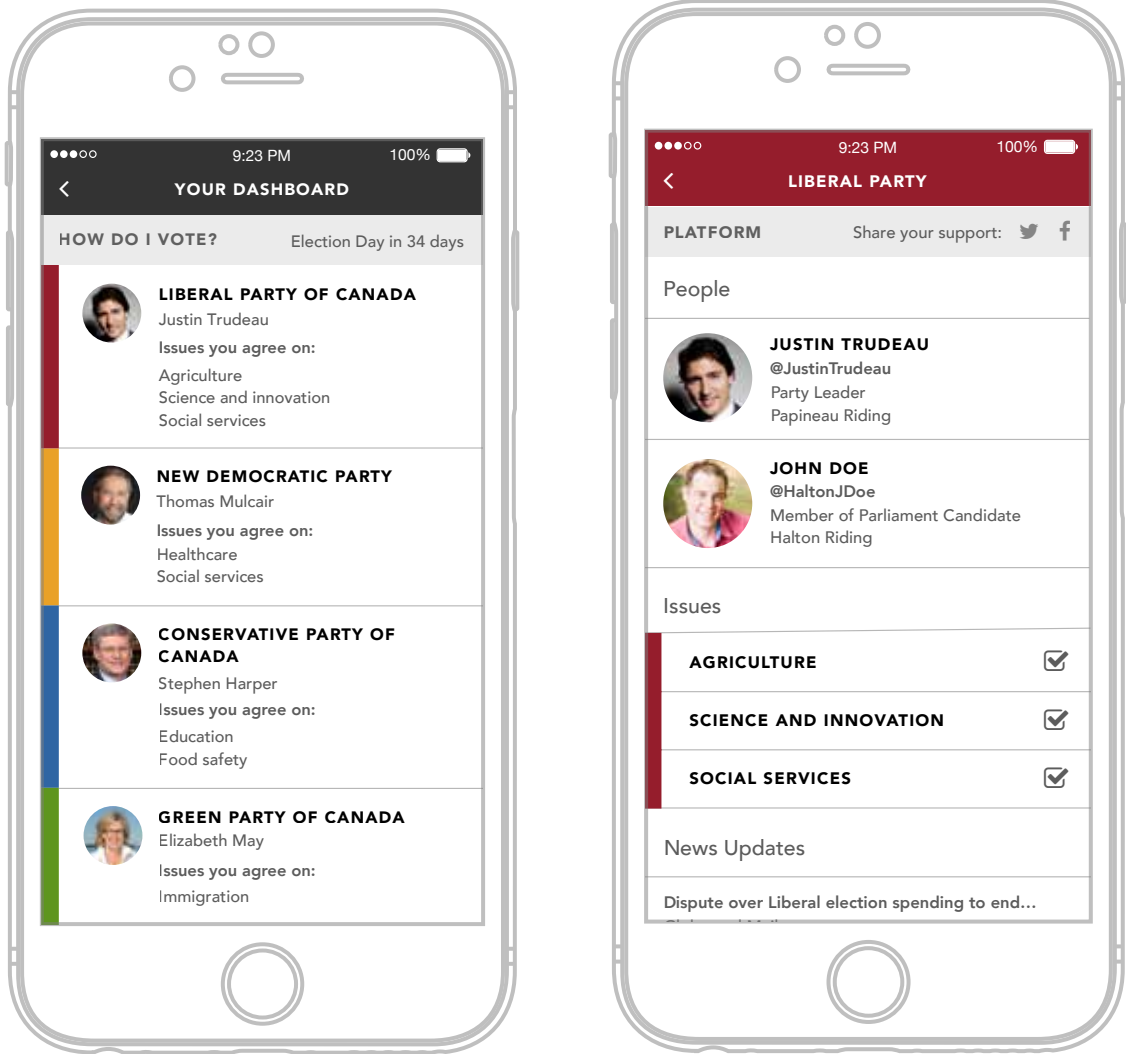 9:23 PM
100%
YOUR DASHBOARD
HOW DO I VOTE?
Election Day in 34 days
LIBERAL PARTY OF CANADA
Justin Trudeau
Issues you agree on:
Agriculture
Science and innovation
Social services
NEW DEMOCRATIC PARTY
Thomas Mulcair
Issues you agree on:
Healthcare
Social services
CONSERVATIVE PARTY OF
CANADA
Stephen Harper
Issues you agree on:
Education
Food safety
GREEN PARTY OF CANADA
Elizabeth May
Issues you agree on:
Immigration
9:23 PM
100%
LIBERAL PARTY
PLATFORM
Share your support:
People
JUSTIN TRUDEAU
@JustinTrudeau
Party Leader
Papineau Riding
JOHN DOE
@HaltonJDoe
Member of Parliament Candidate
Halton Riding
Issues
AGRICULTURE
SCIENCE AND INNOVATION
SOCIAL SERVICES
News Updates
Dispute over Liberal election spending to end...